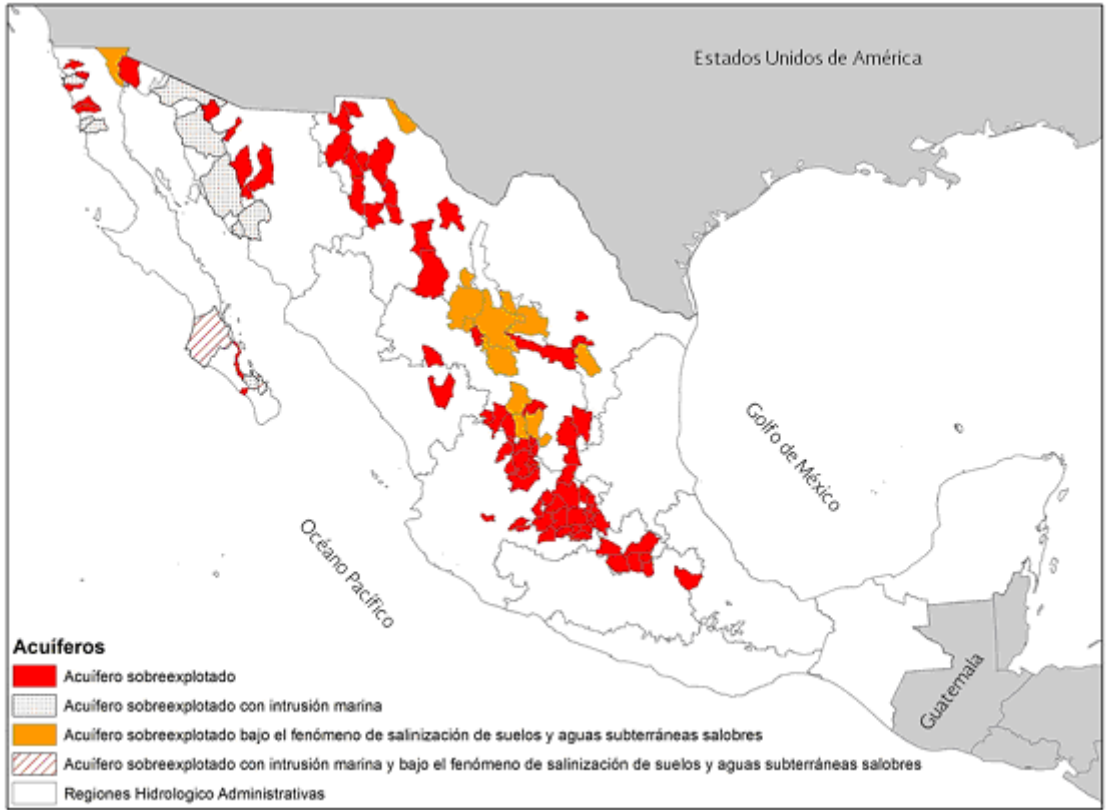 Estados Unidos de América
Golfo de México
Océano Pacífico
Guatemala
Acuíferos
Acuífero sobreexplotado
Acuífero sobreexplotado con intrusión marina
Acuífero sobreexplotado bajo el fenómeno de salinización de suelos y aguas subterráneas salobres
Acuífero sobreexplotado con intrusión marina y bajo el fenómeno de salinización de suelos y aguas subterráneas salobres
Regiones Hidrologico Administrativas